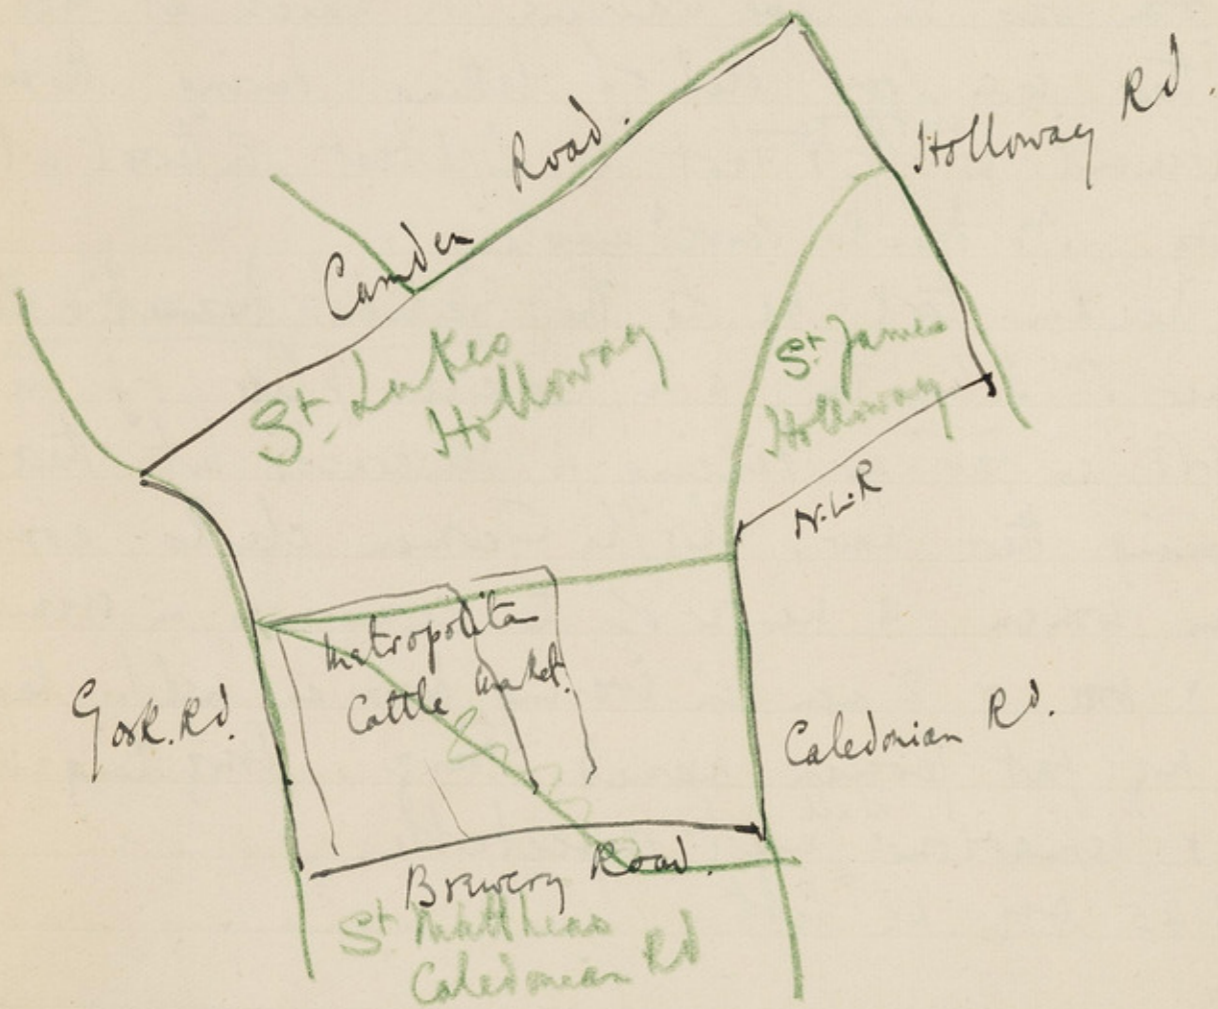 Camden Road.
Holloway Rd.
St. Lukes
Holloway
St. James
Holloway
N.L.R
Metropolitan
Cattle Market.
York. Rd.
Caledonian Rd.
Brewery Road.
St Matthias
Caledonian Rd